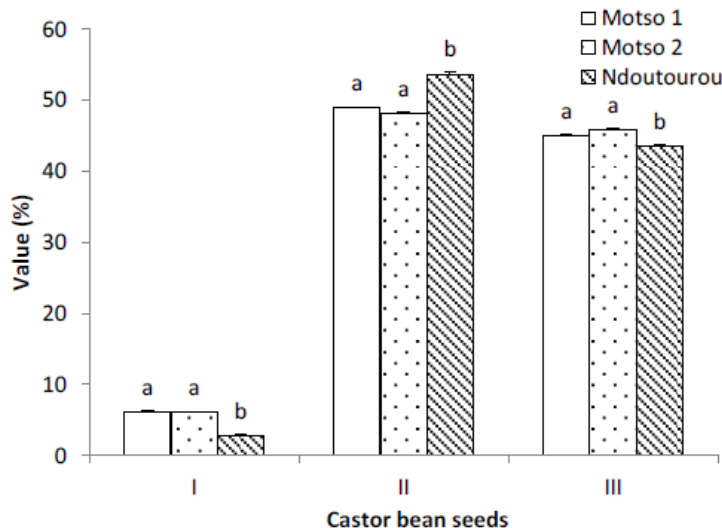 Motso 1
Motso 2
Ndoutourou
Value (%)
60
50
40
30
20
10
0
a a b
a a b
a a b
I II III
Castor bean seeds